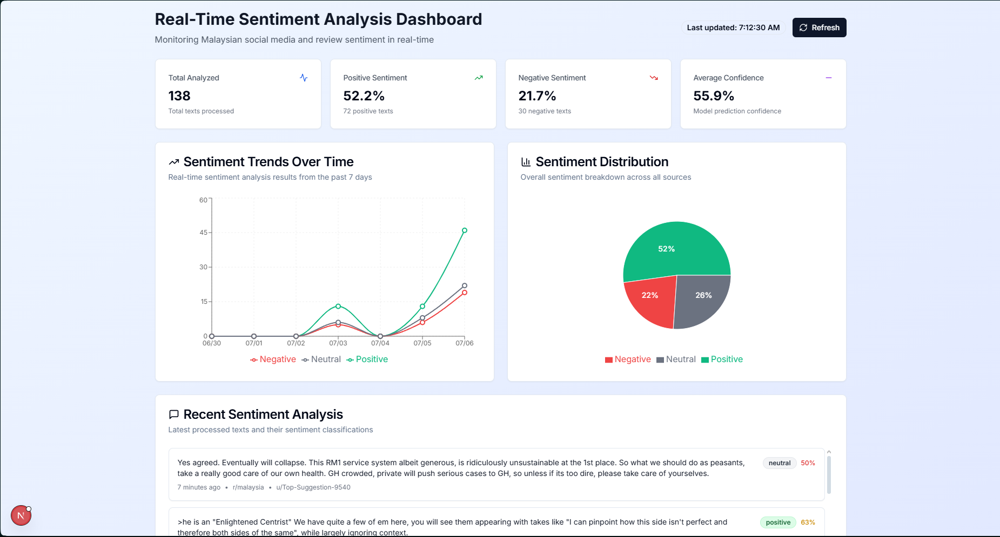 Real-Time Sentiment Analysis Dashboard
Monitoring Malaysian social media and review sentiment in real-time
Last updated: 7:12:30 AM
Refresh
Total Analyzed
138
Total texts processed
Positive Sentiment
52.2%
72 positive texts
Negative Sentiment
21.7%
30 negative texts
Average Confidence
55.9%
Model prediction confidence
Sentiment Trends Over Time
Real-time sentiment analysis results from the past 7 days
60
45
30
15
0
06/30 07/01 07/02 07/03 07/04 07/05 07/06
Negative Neutral Positive
Sentiment Distribution
Overall sentiment breakdown across all sources
52%
22%
26%
Negative Neutral Positive
Recent Sentiment Analysis
Latest processed texts and their sentiment classifications
Yes agreed. Eventually will collapse. This RM1 service system albeit generous, is ridiculously unsustainable at the 1st place. So what we should do as peasants,
take a really good care of our own health. GH crowded, private will push serious cases to GH, so unless if its too dire, please take care of yourselves.
7 minutes ago • r/malaysia • u/Top-Suggestion-9540
neutral 50%
>he is an "Enlightened Centrist" We have quite a few of em here, you will see them appearing with takes like "I can pinpoint how this side isn't perfect and
therefore both sides of the same", while largely ignoring context.
positive 63%
N